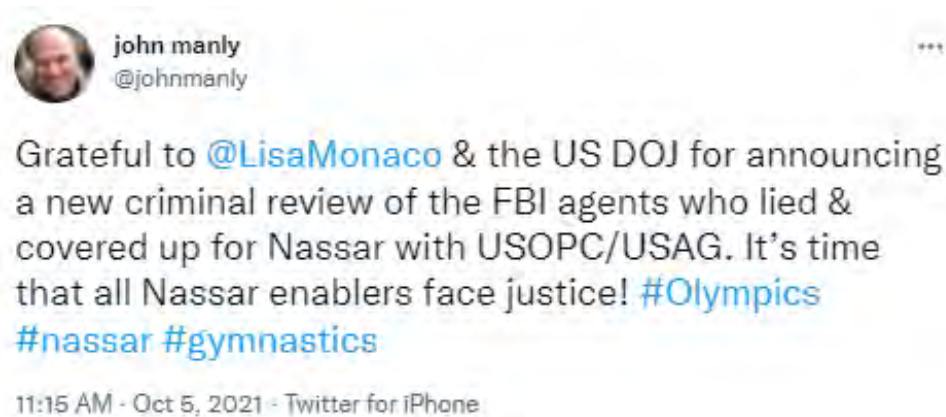 john manly
@johnmanly
Grateful to @LisaMonaco & the US DOJ for announcing
a new criminal review of the FBI agents who lied &
covered up for Nassar with USOPC/USAG. It's time
that all Nassar enablers face justice! #Olympics
#nassar #gymnastics
11:15 AM · Oct 5, 2021 · Twitter for iPhone